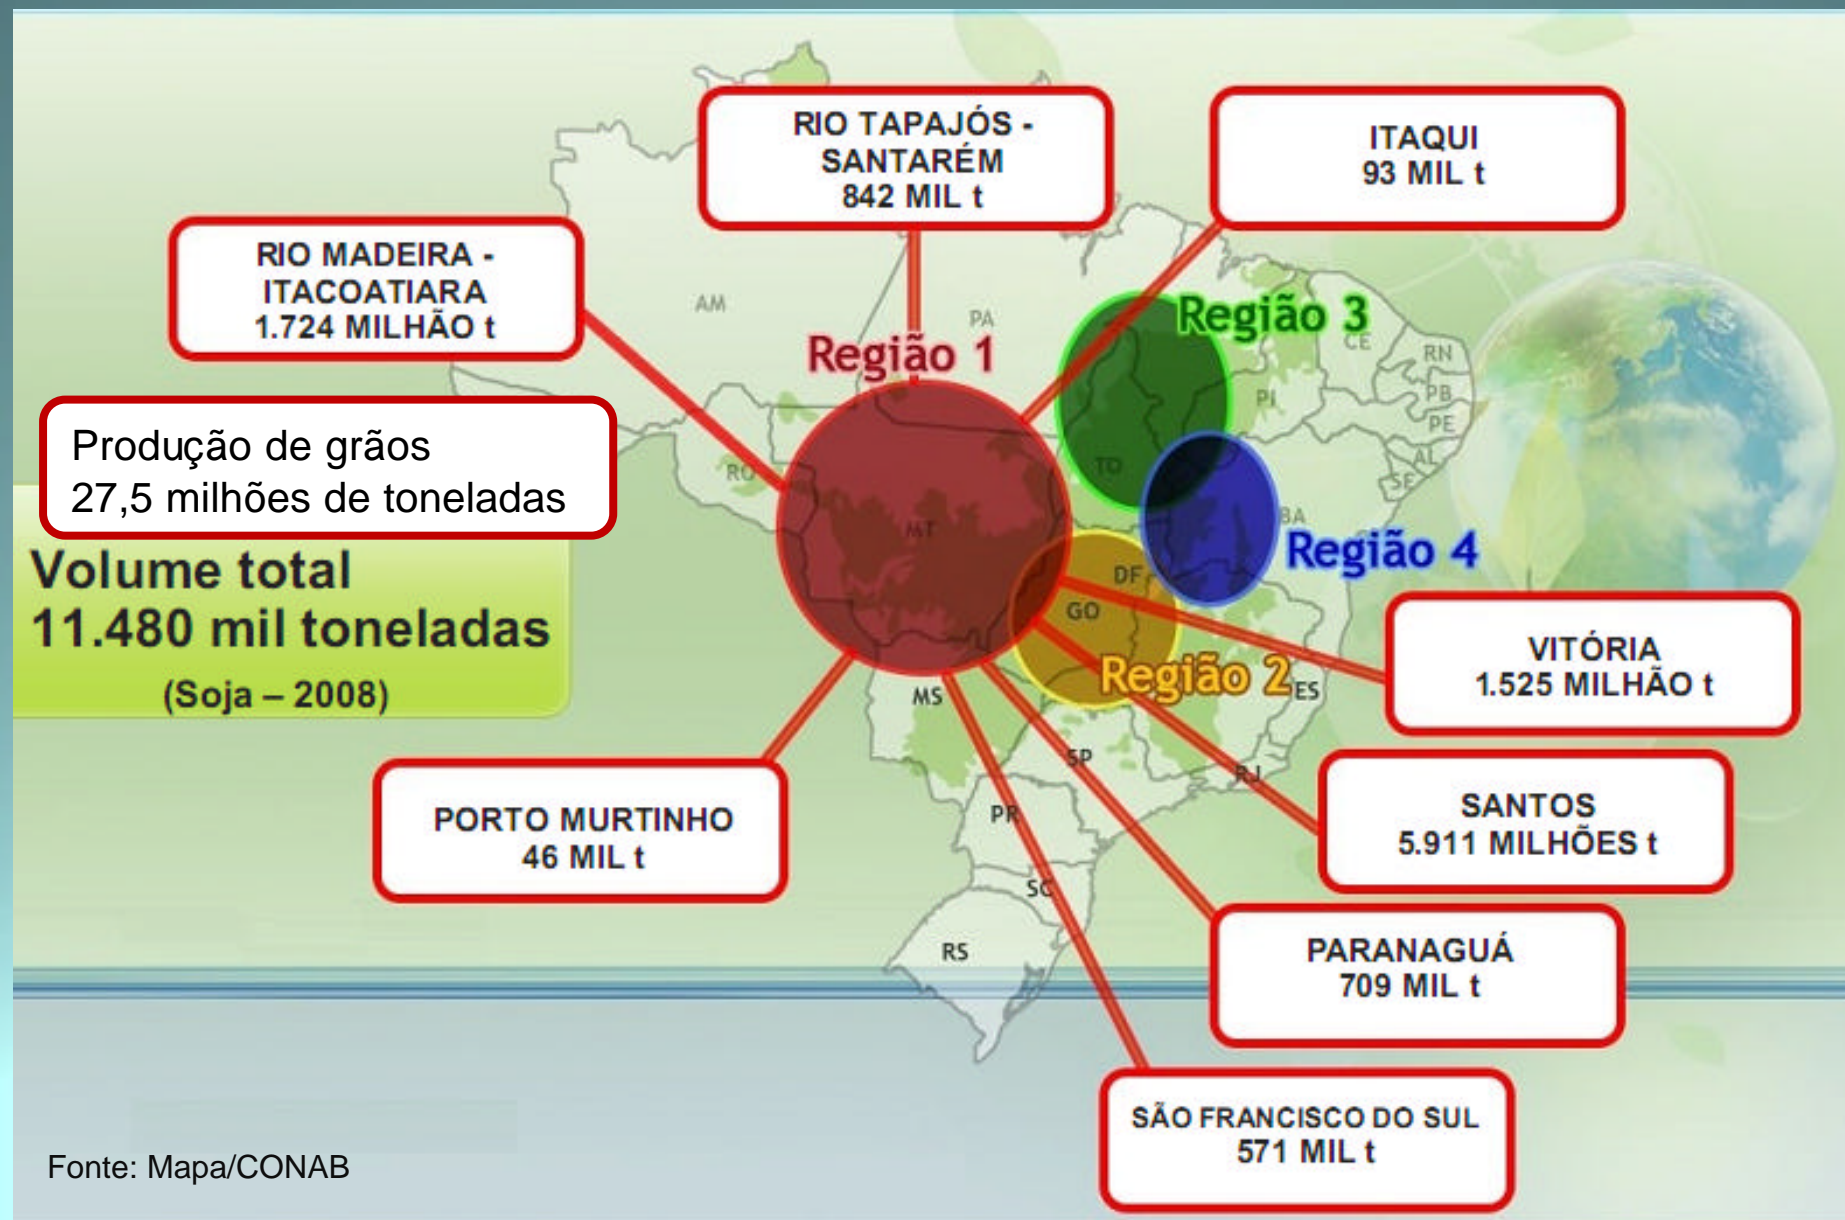 RIO TAPAJÓS -
SANTARÉM
842 MIL t
ITAQUI
93 MIL t
RIO MADEIRA -
ITACOATIARA
1.724 MILHÃO t
AM
PA
Região 3
CE
Região 1
RN
PB
PI
PE
AL
SE
Produção de grãos
27,5 milhões de toneladas
RO
TO
MT
BA
Região 4
Volume total
11.480 mil toneladas
(Soja – 2008)
DF
GO
Região 2
ES
MS
VITÓRIA
1.525 MILHÃO t
SP
RJ
PORTO MURTINHO
46 MIL t
PR
SANTOS
5.911 MILHÕES t
SC
RS
PARANAGUÁ
709 MIL t
SÃO FRANCISCO DO SUL
571 MIL t
Fonte: Mapa/CONAB